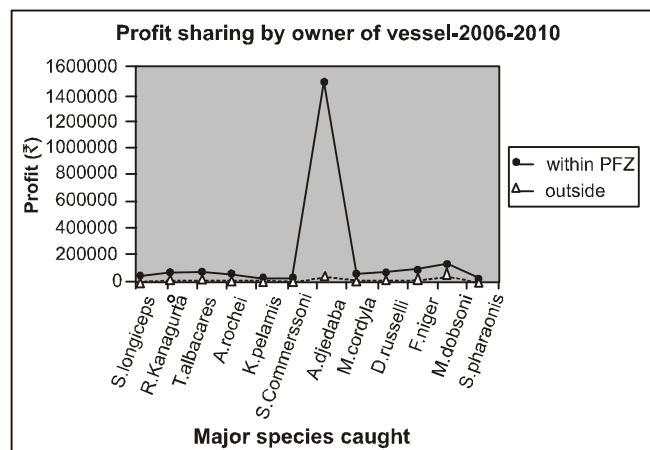 Profit sharing by owner of vessel-2006-2010
1600000
1400000
1200000
1000000
800000
600000
400000
200000
0
Profit (₹)
within PFZ
outside
S.longiceps
R.Kanagurtå
T.albacares
A.rochei
K.pelamis
S.Commerssoni
A.djedaba
M.cordyla
D.russelli
F.niger
M.dobsoni
S.pharaonis
Major species caught